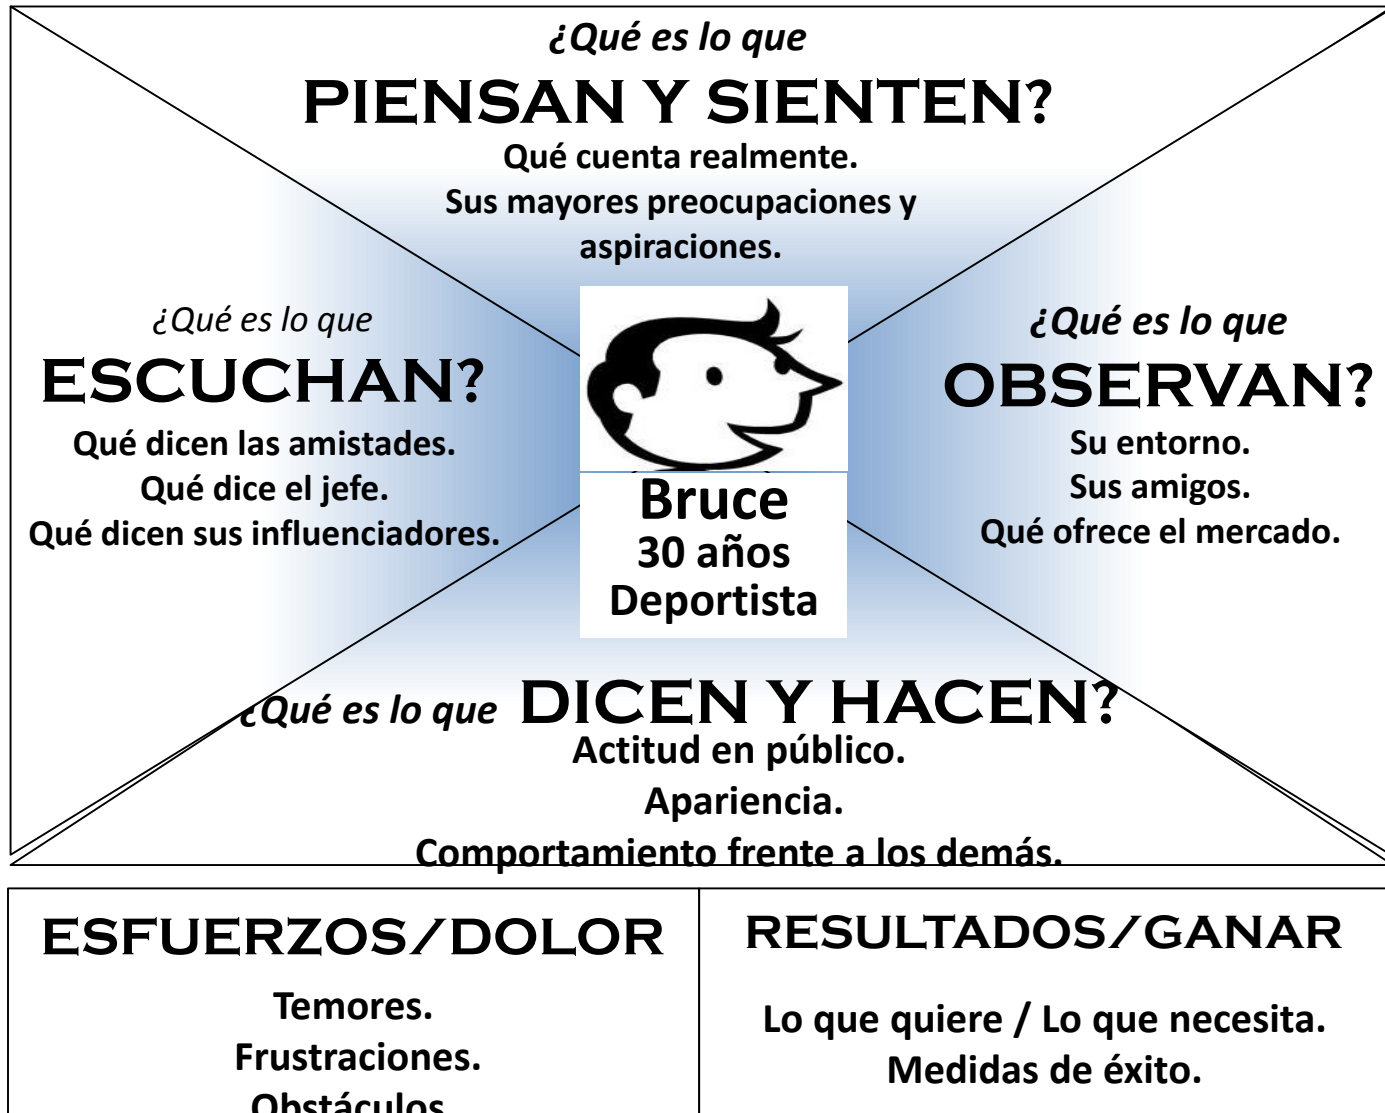 ¿Qué es lo que
PIENSAN Y SIENTEN?
Qué cuenta realmente.
Sus mayores preocupaciones y
aspiraciones.
¿Qué es lo que
ESCUCHAN?
Qué dicen las amistades.
Qué dice el jefe.
Qué dicen sus influenciadores.
¿Qué es lo que
OBSERVAN?
Su entorno.
Sus amigos.
Qué ofrece el mercado.
Bruce
30 años
Deportista
¿Qué es lo que DICEN Y HACEN?
Actitud en público.
Apariencia.
Comportamiento frente a los demás.
ESFUERZOS/DOLOR
Temores.
Frustraciones.
Obstáculos
RESULTADOS/GANAR
Lo que quiere / Lo que necesita.
Medidas de éxito.